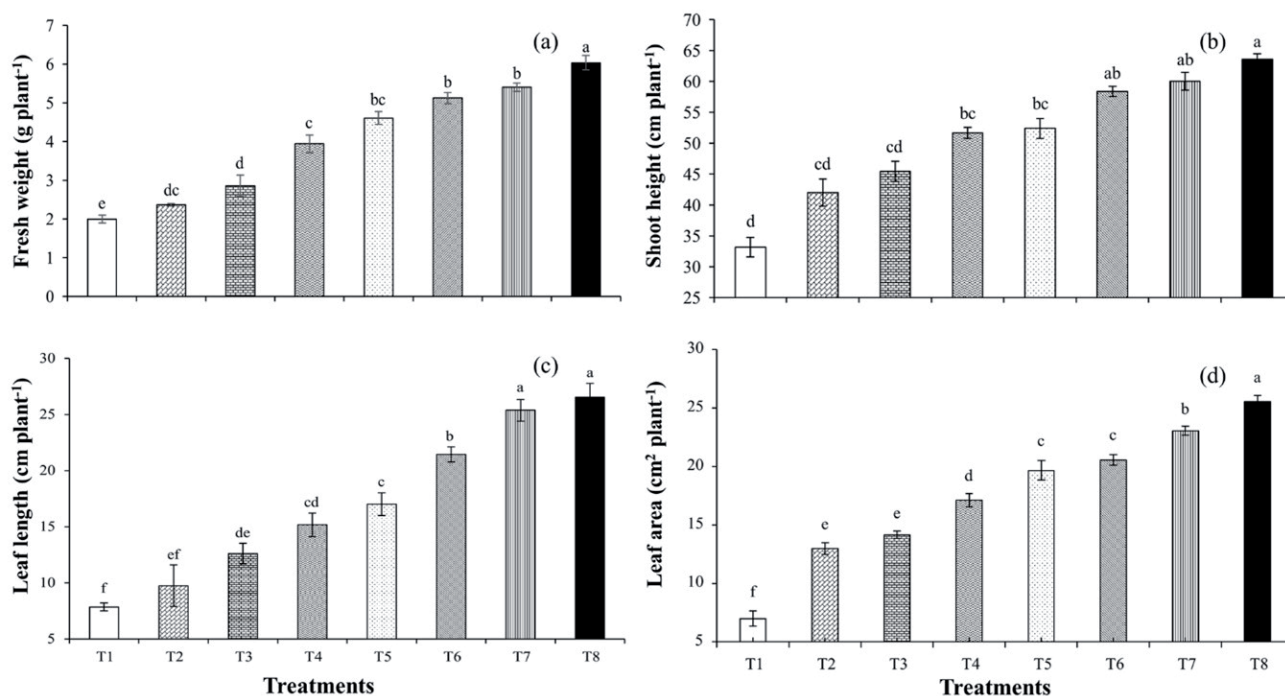 (a)
Fresh weight (g plant⁻¹)
7
6
5
4
3
2
1
0
e dc d c bc b b a
(b)
Shoot height (cm plant⁻¹)
70
65
60
55
50
45
40
35
30
25
d cd cd bc bc ab ab a
(c)
Leaf length (cm plant⁻¹)
30
25
20
15
10
5
f ef de cd c b a a
T1 T2 T3 T4 T5 T6 T7 T8
Treatments
(d)
Leaf area (cm² plant⁻¹)
30
25
20
15
10
5
f e e d c c b a
T1 T2 T3 T4 T5 T6 T7 T8
Treatments